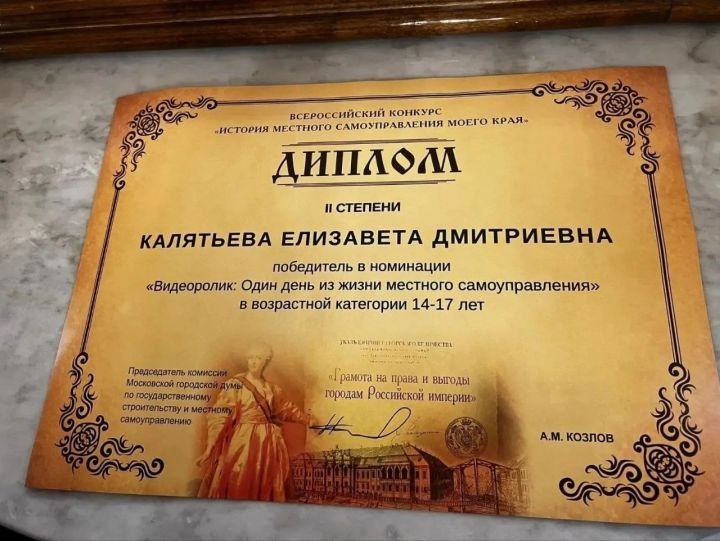 ВСЕРОССИЙСКИЙ КОНКУРС
«ИСТОРИЯ МЕСТНОГО САМОУПРАВЛЕНИЯ МОЕГО КРАЯ»
ДИПЛОМ
II СТЕПЕНИ
КАЛЯТЬЕВА ЕЛИЗАВЕТА ДМИТРИЕВНА
победитель в номинации
«Видеоролик: Один день из жизни местного самоуправления»
в возрастной категории 14-17 лет
Председатель комиссии
Московской городской думы
по государственному
строительству и местному
самоуправлению
«Грамота на права и выгоды
городам Российской империи»
А.М. КОЗЛОВ